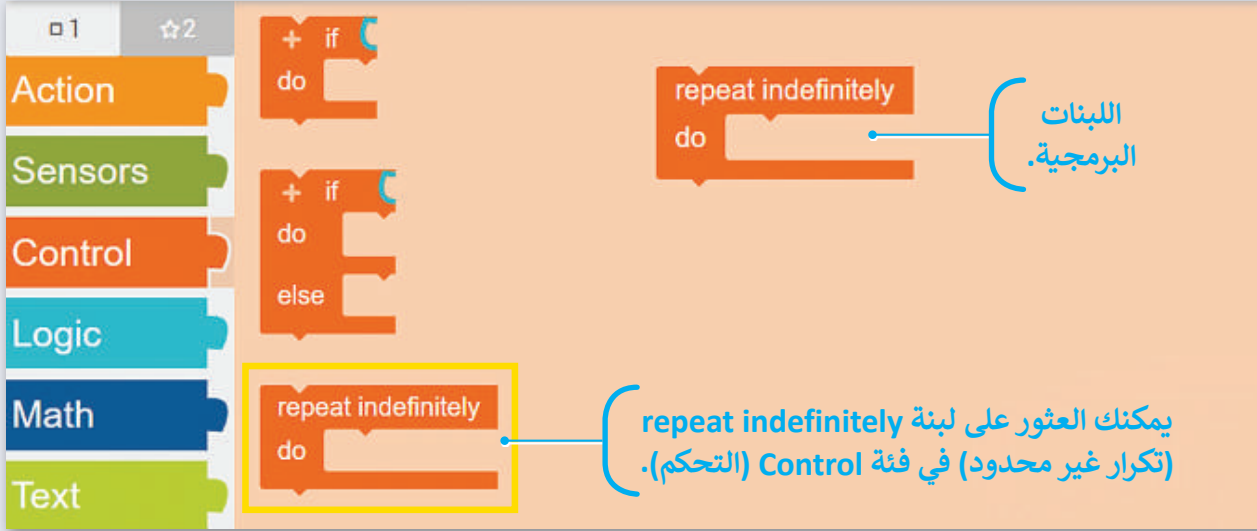 1
2
Action
Sensors
Control
Logic
Math
Text
+ if
do
+ if
do
else
repeat indefinitely
do
repeat indefinitely
do
اللبنات
البرمجية.
يمكنك العثور على لبنة repeat indefinitely
(تكرار غير محدود) في فئة Control (التحكم).